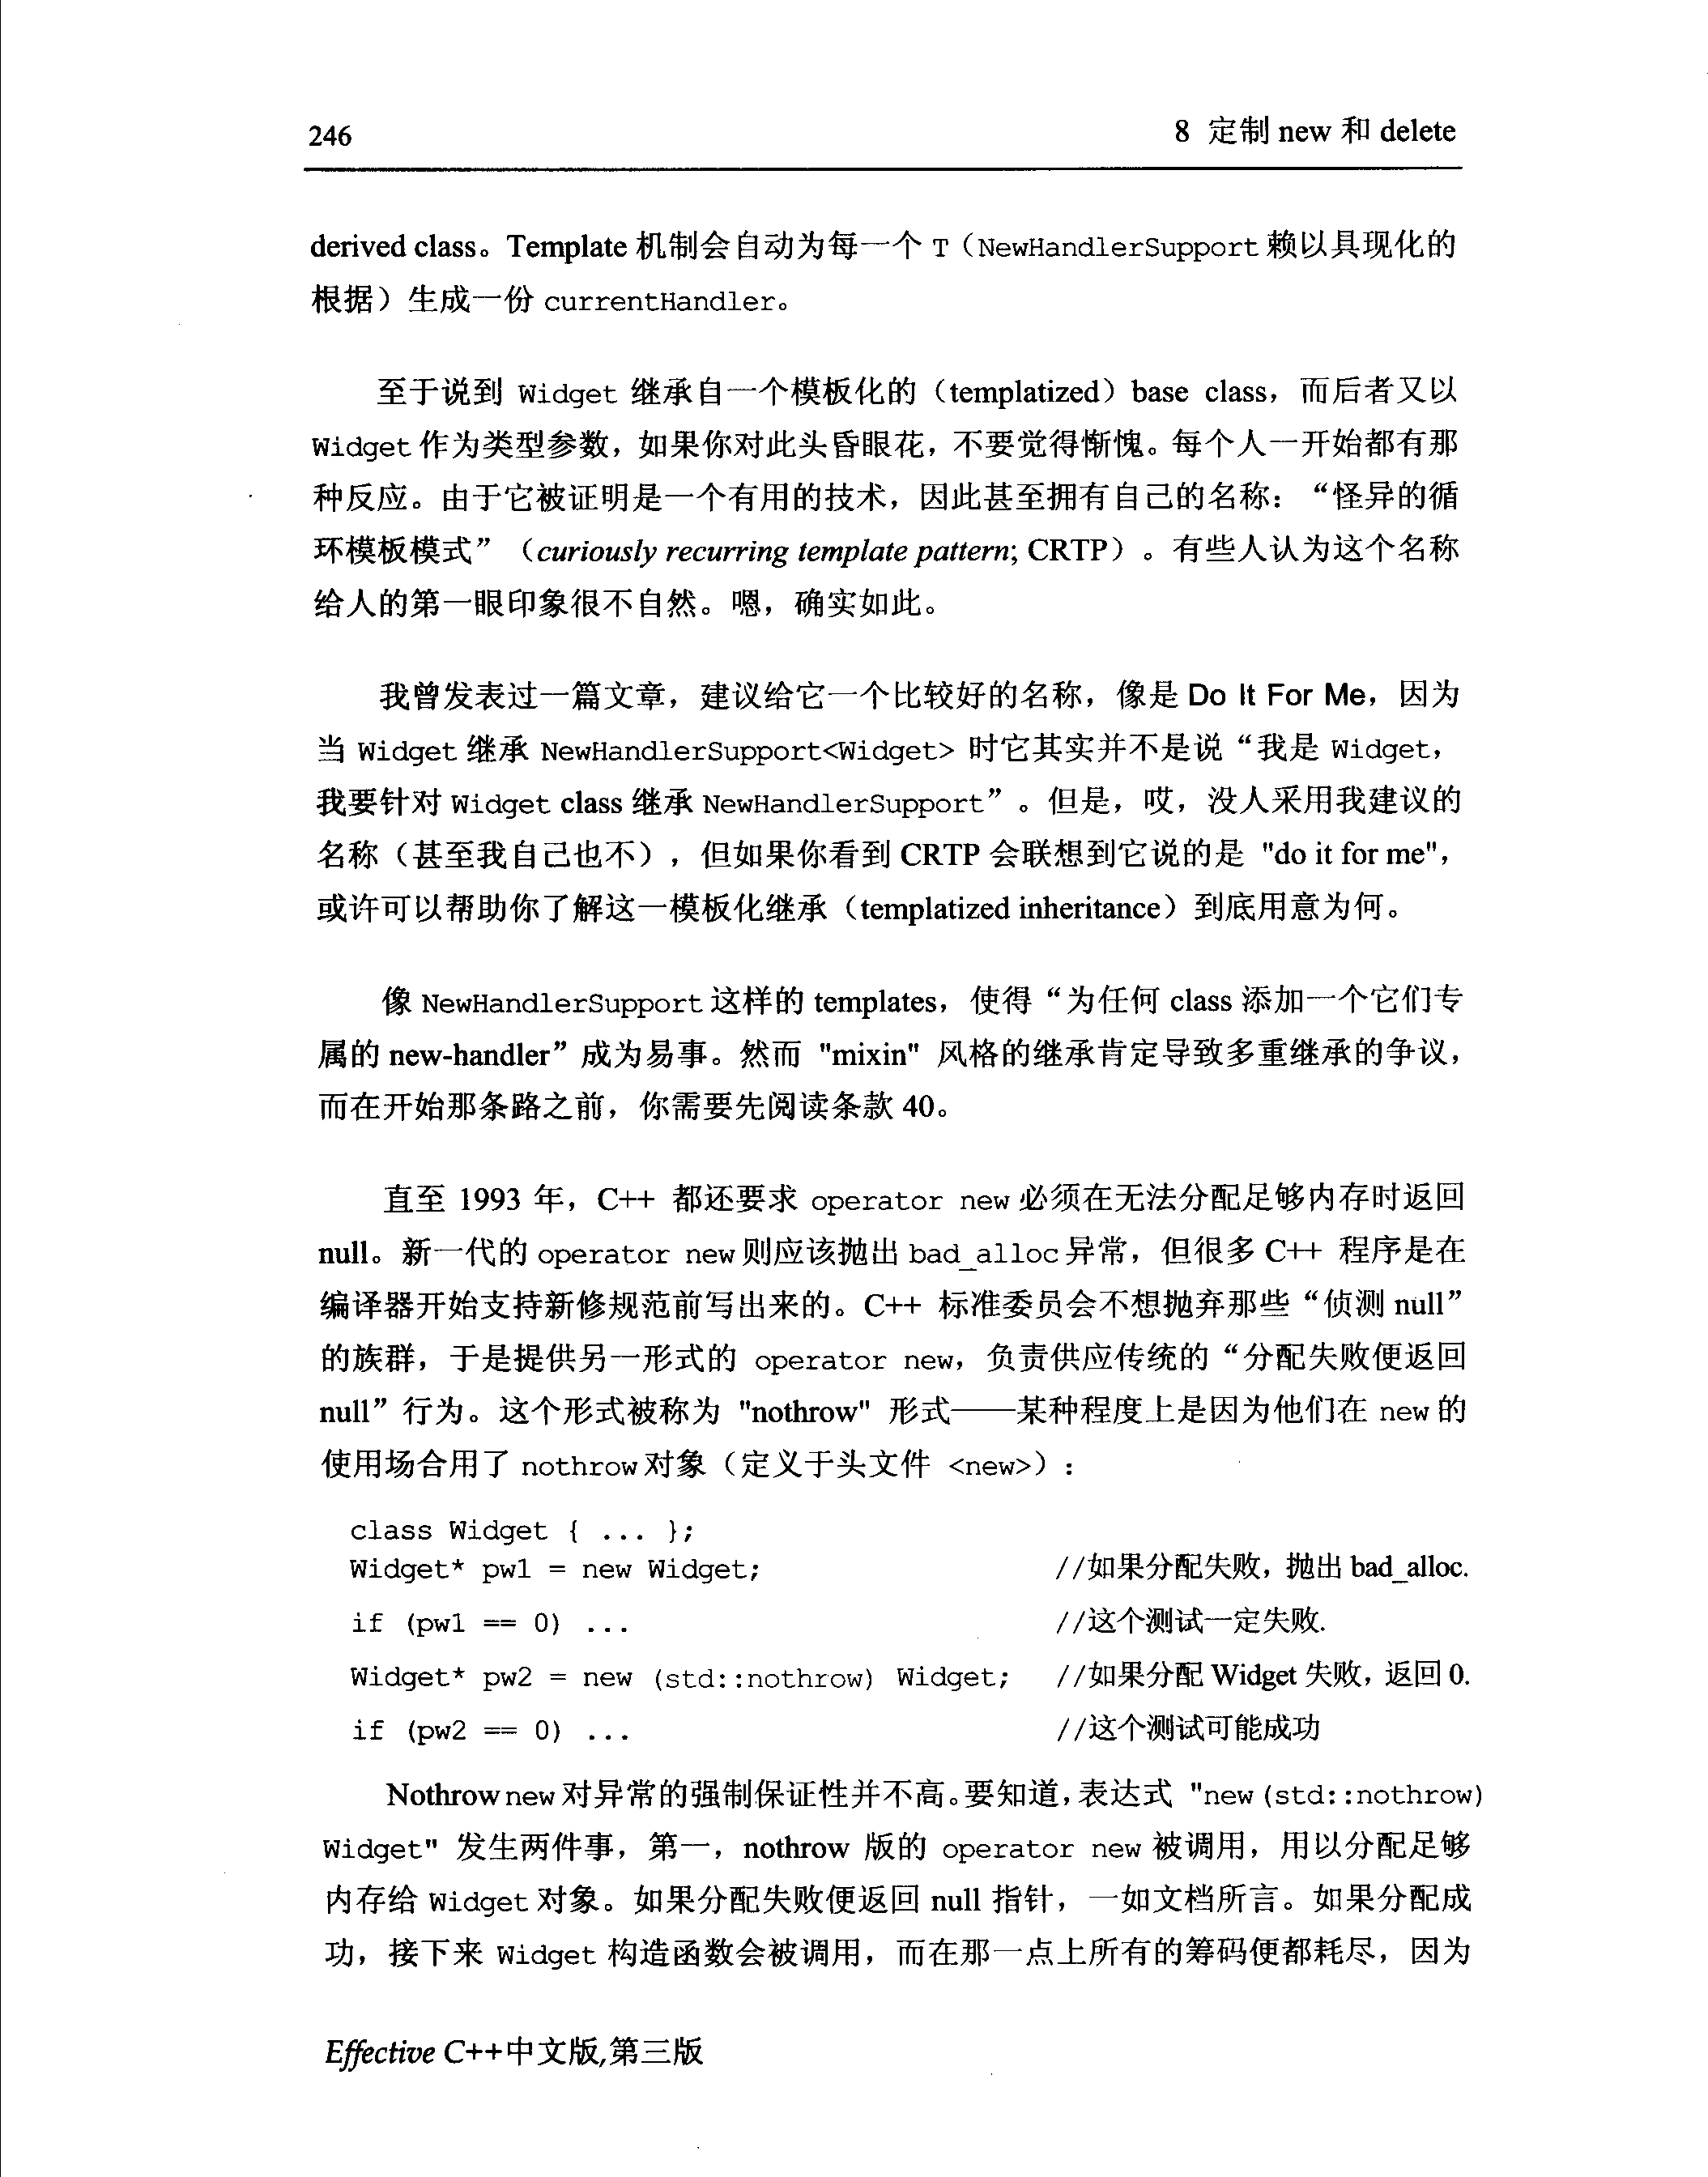 246
8 定制 new 和 delete
derived class。Template 机制会自动为每一个 T（NewHandlerSupport 赖以具现化的
根据）生成一份 currentHandler。
至于说到 Widget 继承自一个模板化的（templatized）base class，而后者又以
Widget 作为类型参数，如果你对此头昏眼花，不要觉得惭愧。每个人一开始都有那
种反应。由于它被证明是一个有用的技术，因此甚至拥有自己的名称：“怪异的循
环模板模式”（curiously recurring template pattern; CRTP）。有些人认为这个名称
给人的第一眼印象很不自然。嗯，确实如此。
我曾发表过一篇文章，建议给它一个比较好的名称，像是 Do It For Me，因为
当 Widget 继承 NewHandlerSupport<Widget> 时它其实并不是说“我是 Widget，
我要针对 Widget class 继承 NewHandlerSupport”。但是，哎，没人采用我建议的
名称（甚至我自己也不），但如果你看到 CRTP 会联想到它说的是 "do it for me"，
或许可以帮助你了解这一模板化继承（templatized inheritance）到底用意为何。
像 NewHandlerSupport 这样的 templates，使得“为任何 class 添加一个它们专
属的 new-handler”成为易事。然而 "mixin" 风格的继承肯定导致多重继承的争议，
而在开始那条路之前，你需要先阅读条款 40。
直至 1993 年，C++ 都还要求 operator new 必须在无法分配足够内存时返回
null。新一代的 operator new 则应该抛出 bad_alloc 异常，但很多 C++ 程序是在
编译器开始支持新修规范前写出来的。C++ 标准委员会不想抛弃那些“侦测 null”
的族群，于是提供另一形式的 operator new，负责供应传统的“分配失败便返回
null”行为。这个形式被称为 "nothrow" 形式——某种程度上是因为他们在 new 的
使用场合用了 nothrow 对象（定义于头文件 <new>）：
class Widget { ... };
Widget* pw1 = new Widget; //如果分配失败，抛出 bad_alloc.
if (pw1 == 0) ... //这个测试一定失败.
Widget* pw2 = new (std::nothrow) Widget; //如果分配 Widget 失败，返回 0.
if (pw2 == 0) ... //这个测试可能成功
Nothrow new 对异常的强制保证性并不高。要知道，表达式 "new (std::nothrow)
Widget" 发生两件事，第一，nothrow 版的 operator new 被调用，用以分配足够
内存给 Widget 对象。如果分配失败便返回 null 指针，一如文档所言。如果分配成
功，接下来 Widget 构造函数会被调用，而在那一点上所有的筹码便都耗尽，因为
Effective C++中文版,第三版